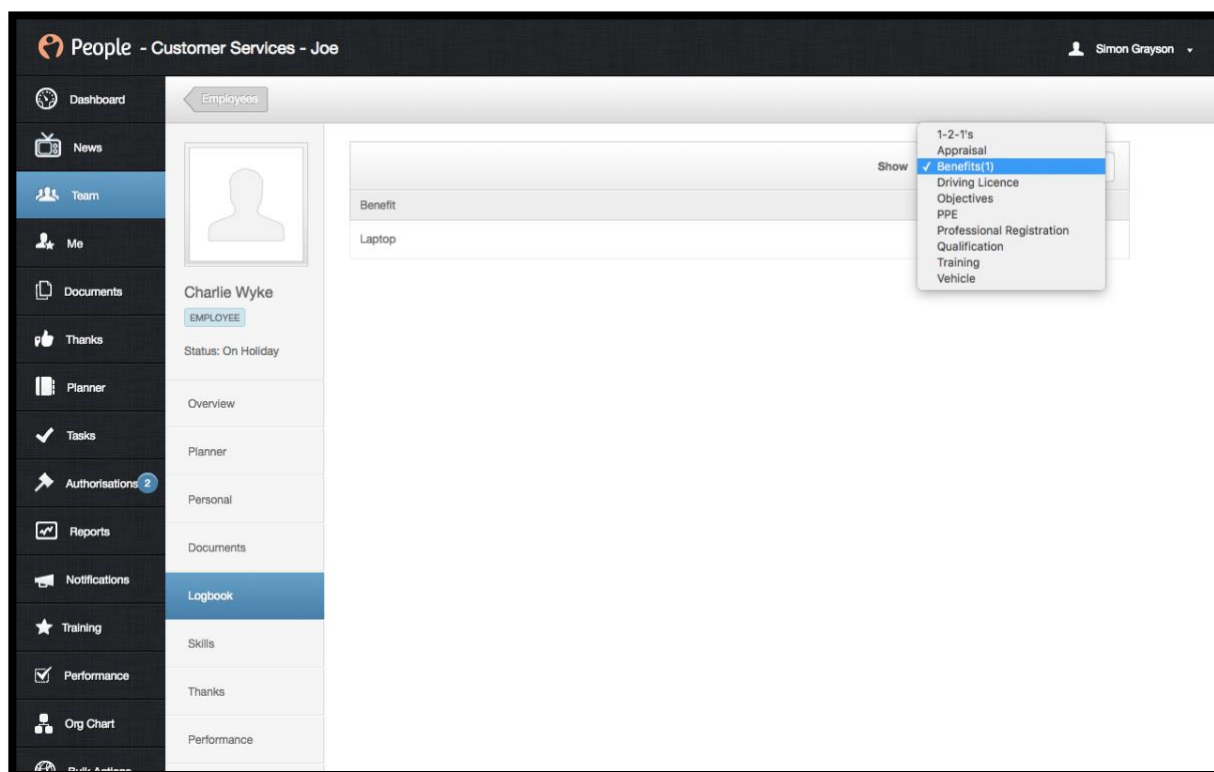 People - Customer Services - Joe
Simon Grayson
Dashboard
News
Team
Me
Documents
Thanks
Planner
Tasks
Authorisations 2
Reports
Notifications
Training
Performance
Org Chart
Bulk Actions
Employees
Charlie Wyke
EMPLOYEE
Status: On Holiday
Overview
Planner
Personal
Documents
Logbook
Skills
Thanks
Performance
Show
Benefit
Laptop
1-2-1's
Appraisal
✓ Benefits(1)
Driving Licence
Objectives
PPE
Professional Registration
Qualification
Training
Vehicle